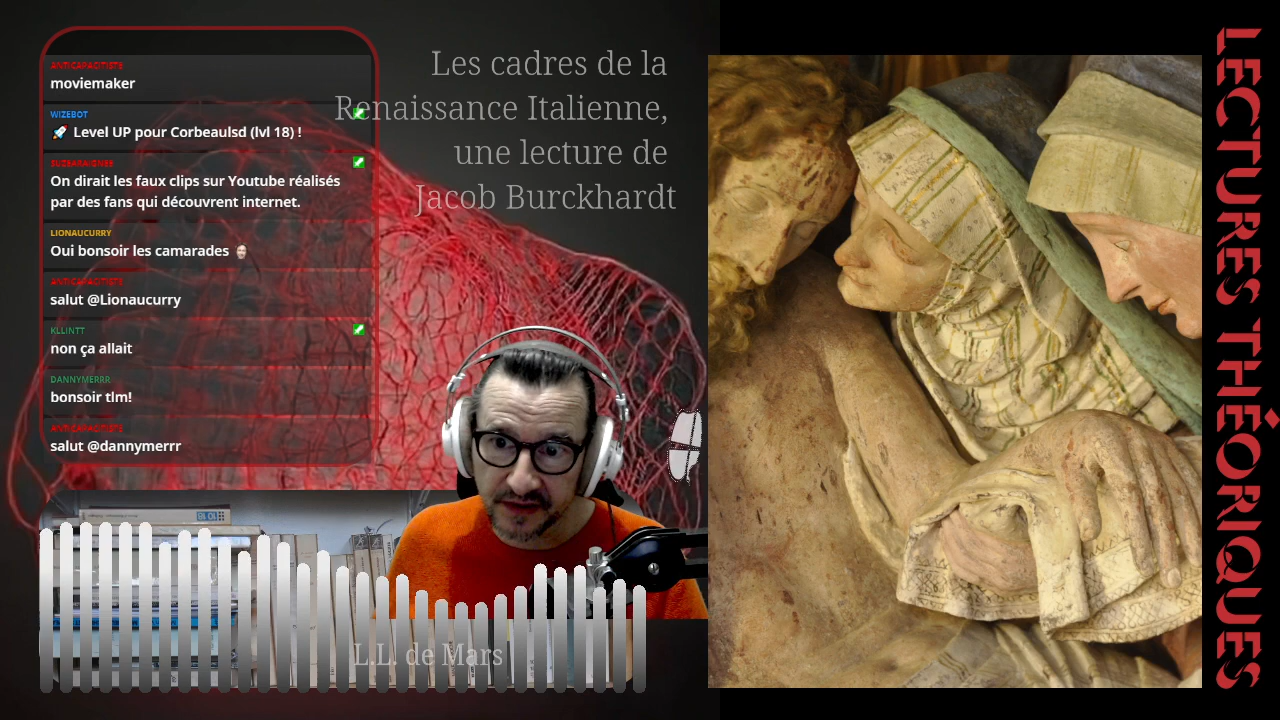 ANTICAPACITISTE
moviemaker
WIZEBOT
🚀 Level UP pour Corbeaulsd (lvl 18) !
SUZEARAIGNEE
On dirait les faux clips sur Youtube réalisés
par des fans qui découvrent internet.
LIONAUCURRY
Oui bonsoir les camarades
ANTICAPACITISTE
salut @Lionaucurry
KLLINTT
non ça allait
DANNYMERRR
bonsoir tlm!
ANTICAPACITISTE
salut @dannymerrr
Les cadres de la
Renaissance Italienne,
une lecture de
Jacob Burckhardt
L.L. de Mars
LECTURES THÉORIQUES